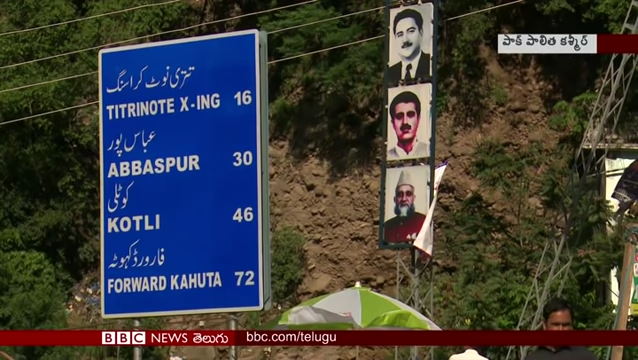 పాక్ పాలిత కశ్మీర్
تتری نوٹ کراسنگ
TITRINOTE X-ING 16
عباس پور
ABBASPUR 30
کوٹلی
KOTLI 46
فارورڈ کہوٹہ
FORWARD KAHUTA 72
BBC NEWS తెలుగు bbc.com/telugu